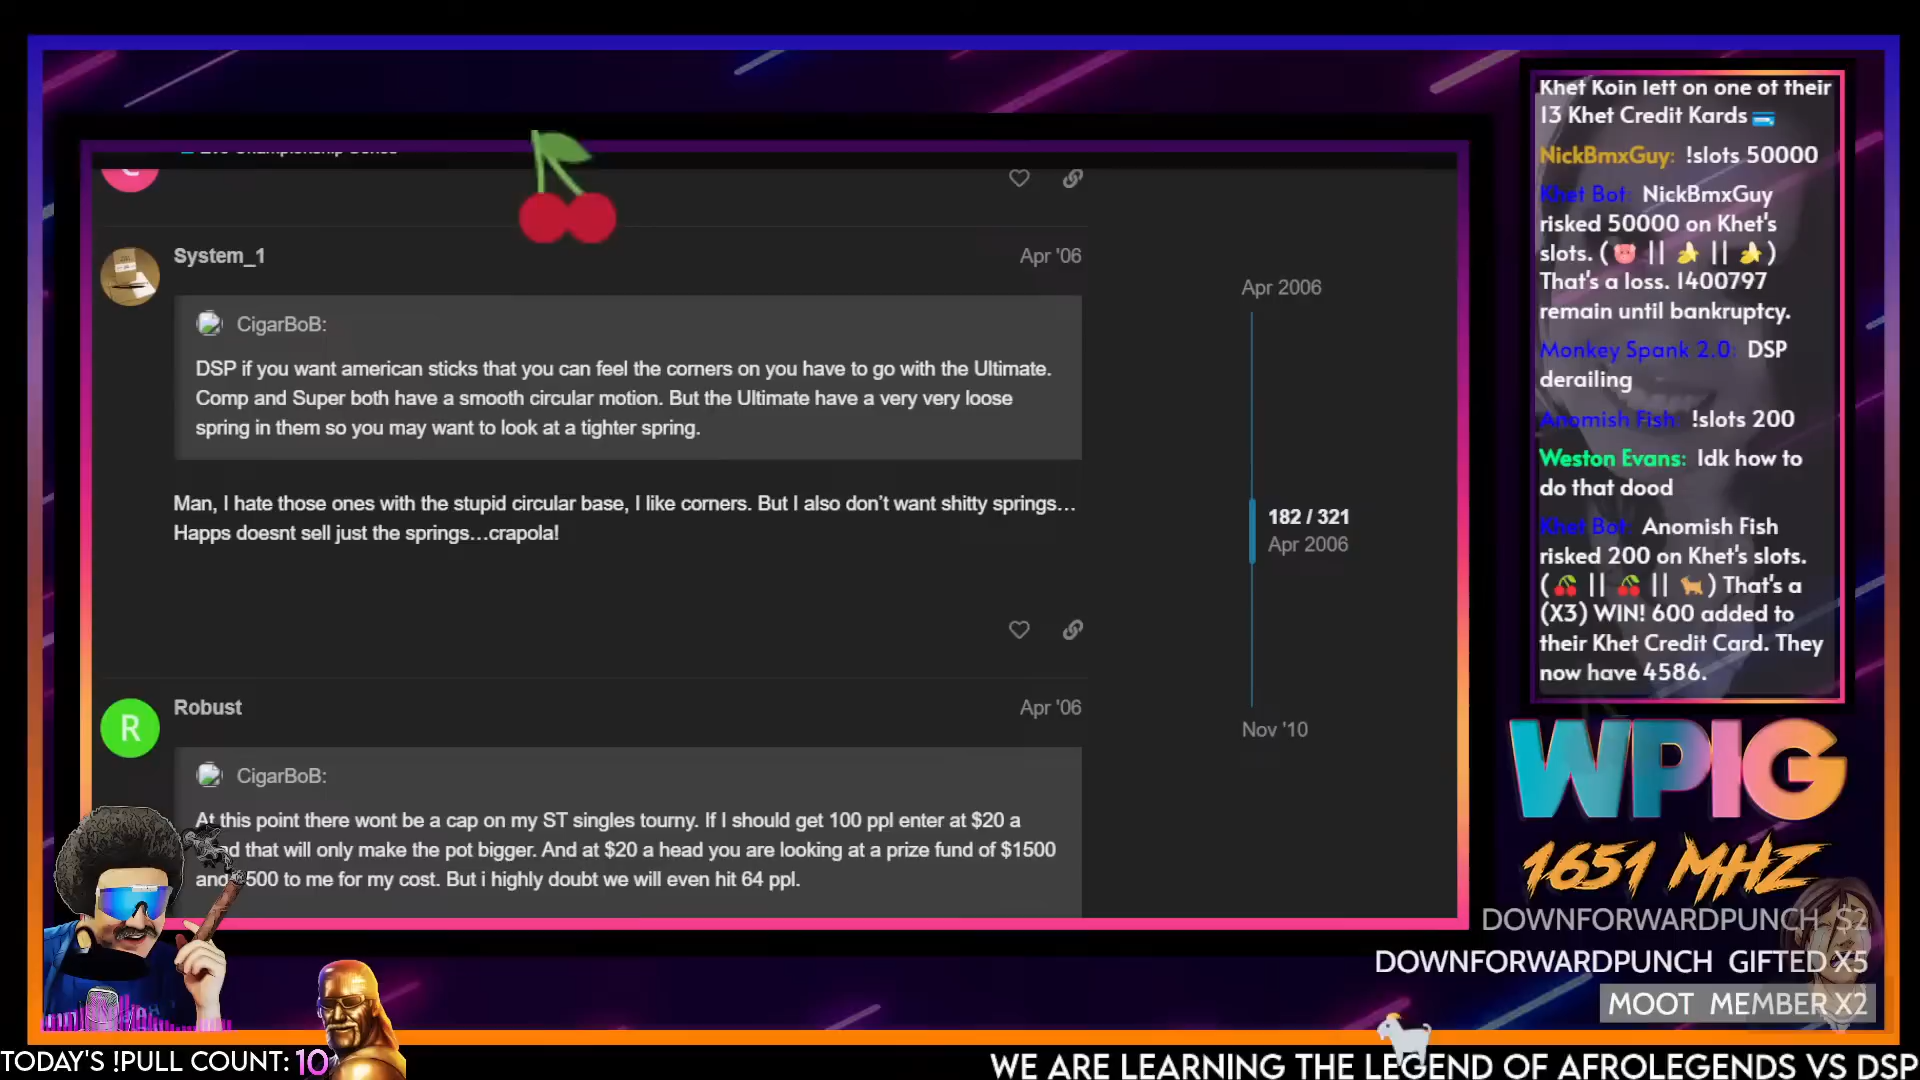 System_1
Apr '06
CigarBoB:
DSP if you want american sticks that you can feel the corners on you have to go with the Ultimate.
Comp and Super both have a smooth circular motion. But the Ultimate have a very very loose
spring in them so you may want to look at a tighter spring.
Man, I hate those ones with the stupid circular base, I like corners. But I also don’t want shitty springs…
Happs doesnt sell just the springs…crapola!
Robust
Apr '06
R
CigarBoB:
At this point there wont be a cap on my ST singles tourny. If I should get 100 ppl enter at $20 a
that will only make the pot bigger. And at $20 a head you are looking at a prize fund of $1500
and 500 to me for my cost. But i highly doubt we will even hit 64 ppl.
Apr 2006
182 / 321
Apr 2006
Nov '10
Khet Koin left on one of their
13 Khet Credit Kards
NickBmxGuy: !slots 50000
Khet Bot: NickBmxGuy
risked 50000 on Khet's
slots. (🐷 || 🍌 || 🍌)
That's a loss. 1400797
remain until bankruptcy.
Monkey Spank 2.0: DSP
derailing
Anomish Fish: !slots 200
Weston Evans: Idk how to
do that dood
Khet Bot: Anomish Fish
risked 200 on Khet's slots.
(🍒 || 🍒 || 🐈) That's a
(X3) WIN! 600 added to
their Khet Credit Card. They
now have 4586.
WPIG
1651 MHZ
DOWNFORWARDPUNCH $2
DOWNFORWARDPUNCH GIFTED X5
MOOT MEMBER X2
TODAY'S !PULL COUNT: 10
WE ARE LEARNING THE LEGEND OF AFROLEGENDS VS DSP